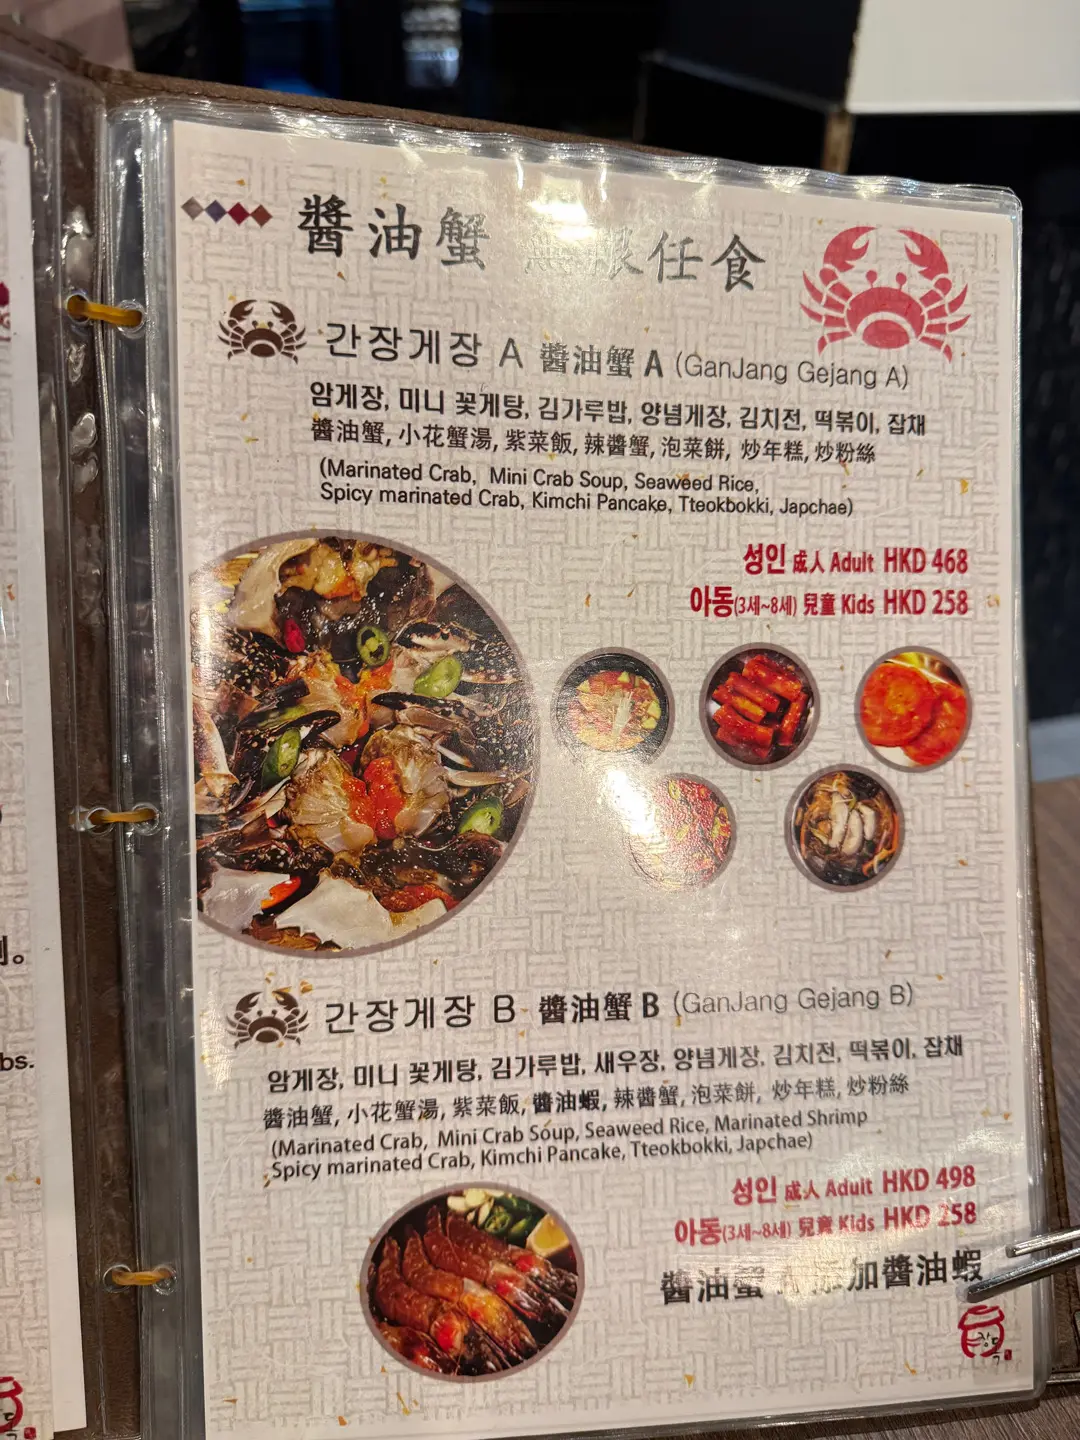 醬油蟹 無限任食
간장게장 A 醬油蟹 A (GanJang Gejang A)
암게장, 미니 꽃게탕, 김가루밥, 양념게장, 김치전, 떡볶이, 잡채
醬油蟹, 小花蟹湯, 紫菜飯, 辣醬蟹, 泡菜餅, 炒年糕, 炒粉絲
(Marinated Crab, Mini Crab Soup, Seaweed Rice,
Spicy marinated Crab, Kimchi Pancake, Tteokbokki, Japchae)
성인 成人 Adult HKD 468
아동(3세~8세) 兒童 Kids HKD 258
간장게장 B 醬油蟹 B (GanJang Gejang B)
암게장, 미니 꽃게탕, 김가루밥, 새우장, 양념게장, 김치전, 떡볶이, 잡채
醬油蟹, 小花蟹湯, 紫菜飯, 醬油蝦, 辣醬蟹, 泡菜餅, 炒年糕, 炒粉絲
(Marinated Crab, Mini Crab Soup, Seaweed Rice, Marinated Shrimp
Spicy marinated Crab, Kimchi Pancake, Tteokbokki, Japchae)
성인 成人 Adult HKD 498
아동(3세~8세) 兒童 Kids HKD 258
醬油蟹 A 添加醬油蝦
bs.